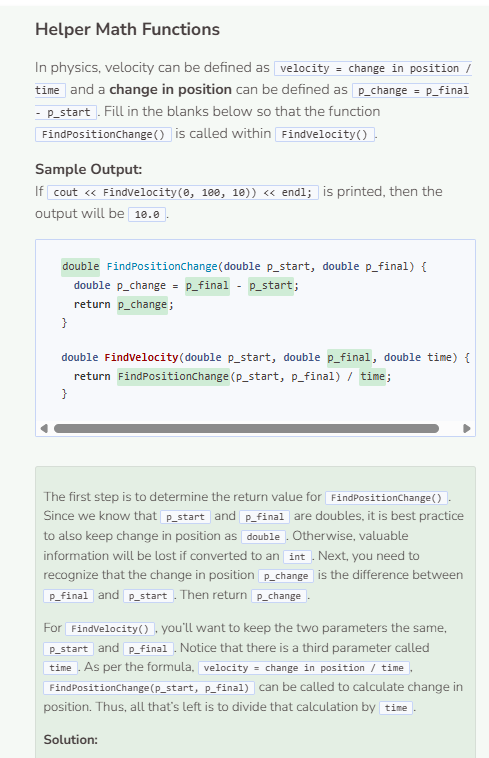 Helper Math Functions
In physics, velocity can be defined as velocity = change in position /
time and a change in position can be defined as p_change = p_final
- p_start. Fill in the blanks below so that the function
FindPositionChange() is called within FindVelocity().
Sample Output:
If cout << FindVelocity(0, 100, 10)) << endl; is printed, then the
output will be 10.0.
double FindPositionChange(double p_start, double p_final) {
double p_change = p_final - p_start;
return p_change;
}
double FindVelocity(double p_start, double p_final, double time) {
return FindPositionChange(p_start, p_final) / time;
}
The first step is to determine the return value for FindPositionChange().
Since we know that p_start and p_final are doubles, it is best practice
to also keep change in position as double. Otherwise, valuable
information will be lost if converted to an int. Next, you need to
recognize that the change in position p_change is the difference between
p_final and p_start. Then return p_change.
For FindVelocity(), you'll want to keep the two parameters the same,
p_start and p_final. Notice that there is a third parameter called
time. As per the formula, velocity = change in position / time,
FindPositionChange(p_start, p_final) can be called to calculate change in
position. Thus, all that's left is to divide that calculation by time.
Solution: